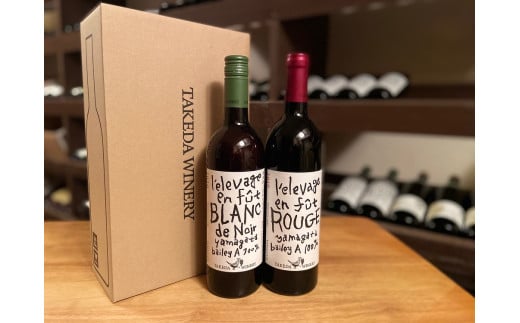 TAKEDA WINERY
l'elevage
en fût
BLANC
de Noir
yamagata
bailey A 100%
TAKEDA WINERY
l'elevage
en fût
ROUGE
yamagata
bailey A 100%
TAKEDA WINERY